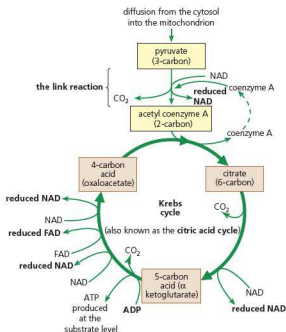 diffusion from the cytosol
into the mitochondrion
pyruvate
(3-carbon)
NAD
the link reaction
reduced
NAD
coenzyme A
CO2
acetyl coenzyme A
(2-carbon)
coenzyme A
4-carbon
acid
(oxaloacetate)
citrate
(6-carbon)
reduced NAD
Krebs
cycle
CO2
NAD
reduced FAD
(also known as the citric acid cycle)
FAD
CO2
reduced NAD
NAD
5-carbon
acid (α
ketoglutarate)
NAD
reduced NAD
ATP
produced
at the
substrate level
ADP